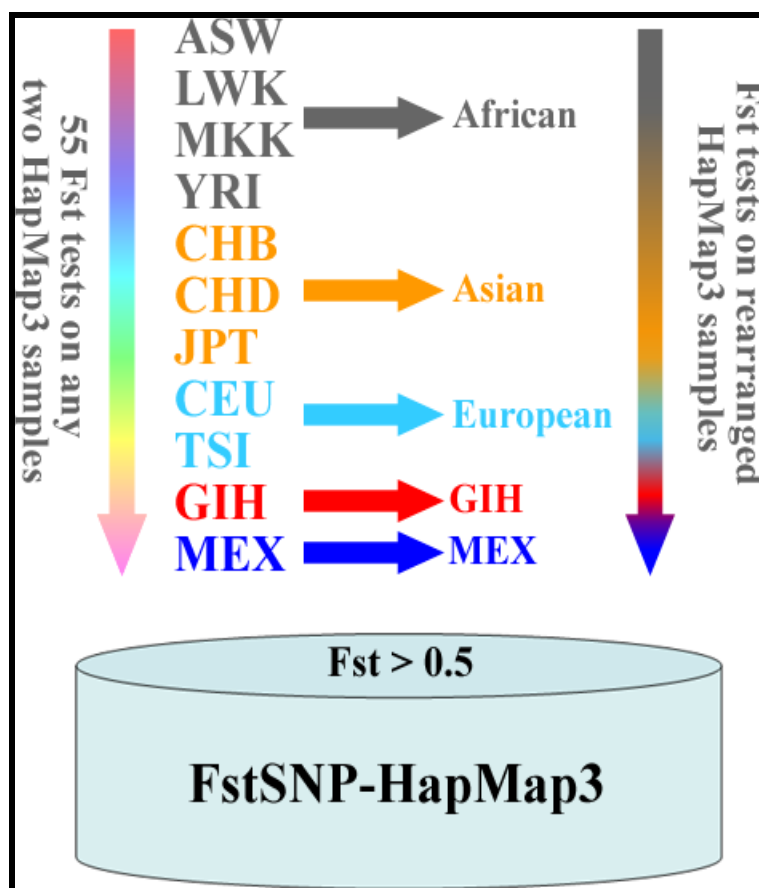 55 Fst tests on any
two HapMap3 samples
ASW
LWK
MKK
YRI
African
CHB
CHD
JPT
Asian
CEU
TSI
European
GIH
GIH
MEX
MEX
Fst tests on rearranged
HapMap3 samples
Fst > 0.5
FstSNP-HapMap3